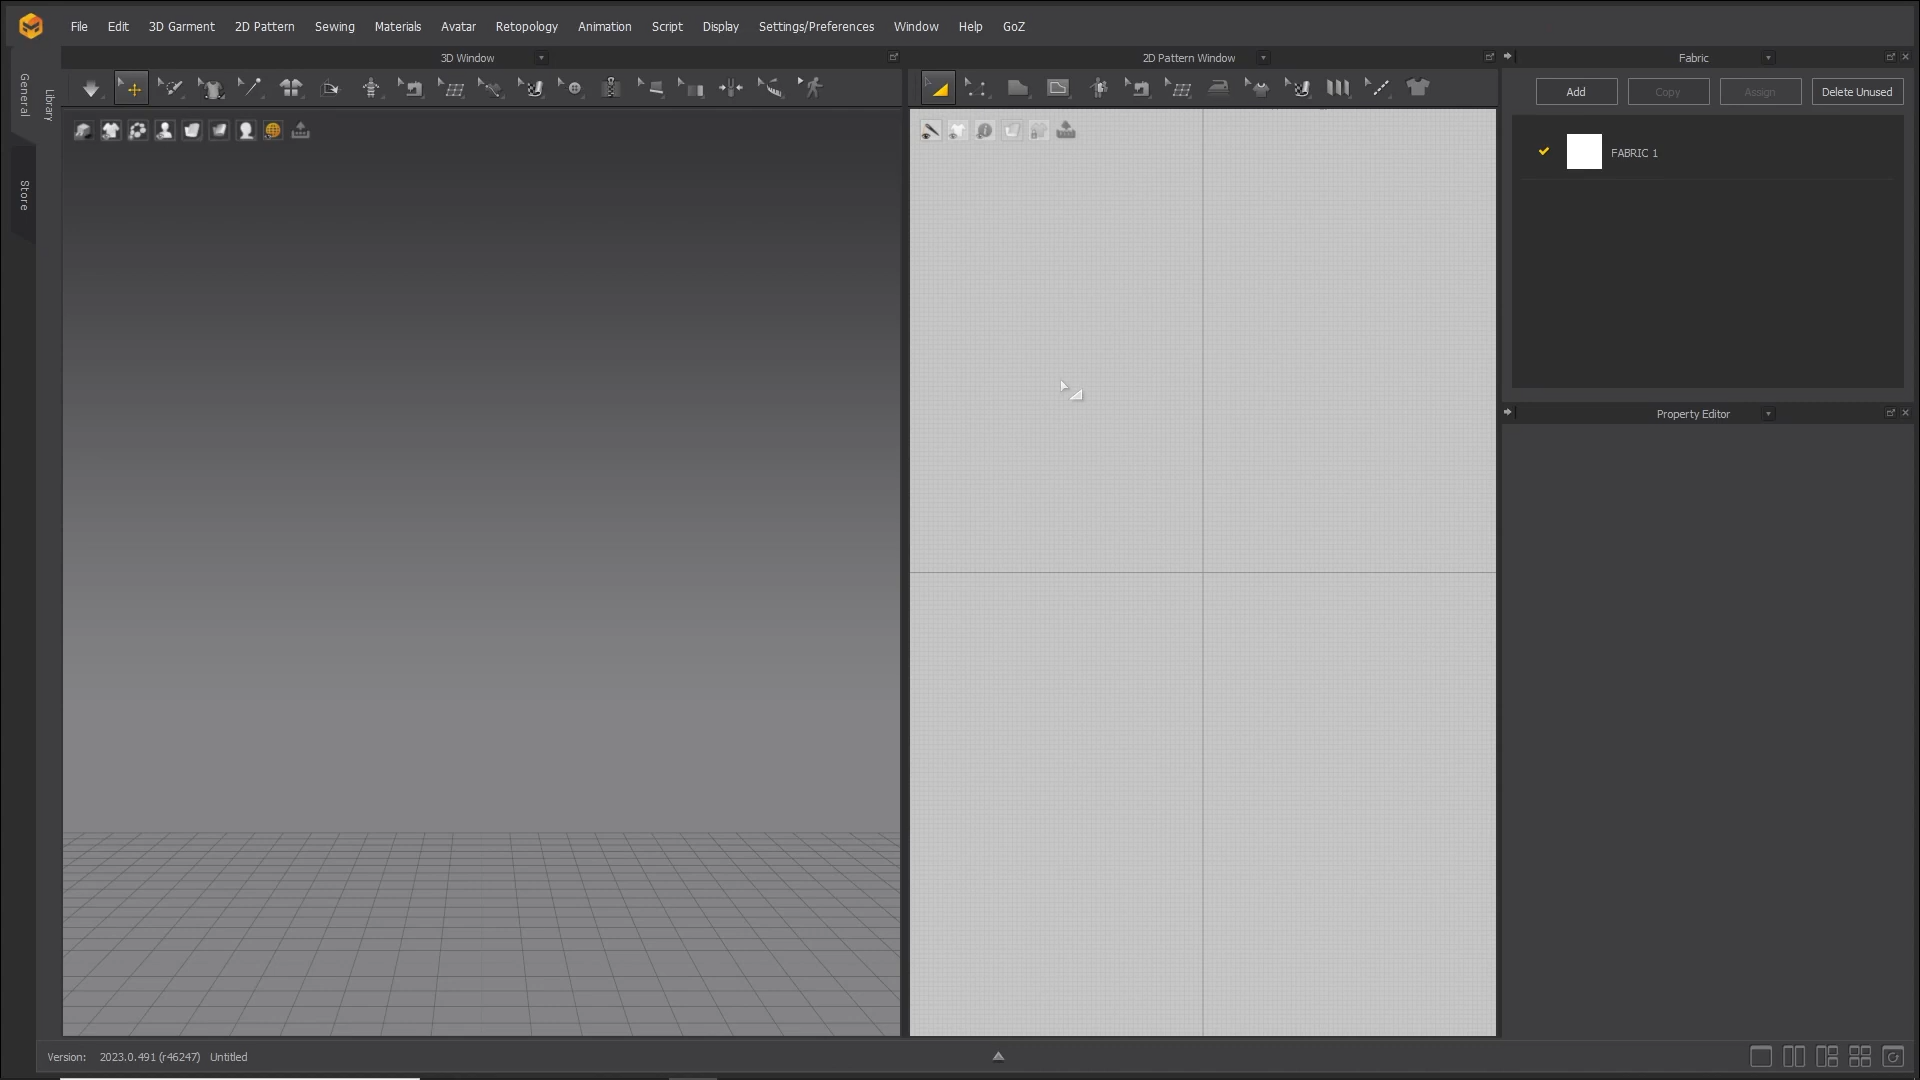 File Edit 3D Garment 2D Pattern Sewing Materials Avatar Retopology Animation Script Display Settings/Preferences Window Help GoZ
3D Window
2D Pattern Window
Fabric
General
Library
Store
Add Copy Assign Delete Unused
FABRIC 1
Property Editor
Version: 2023.0.491 (r46247) Untitled